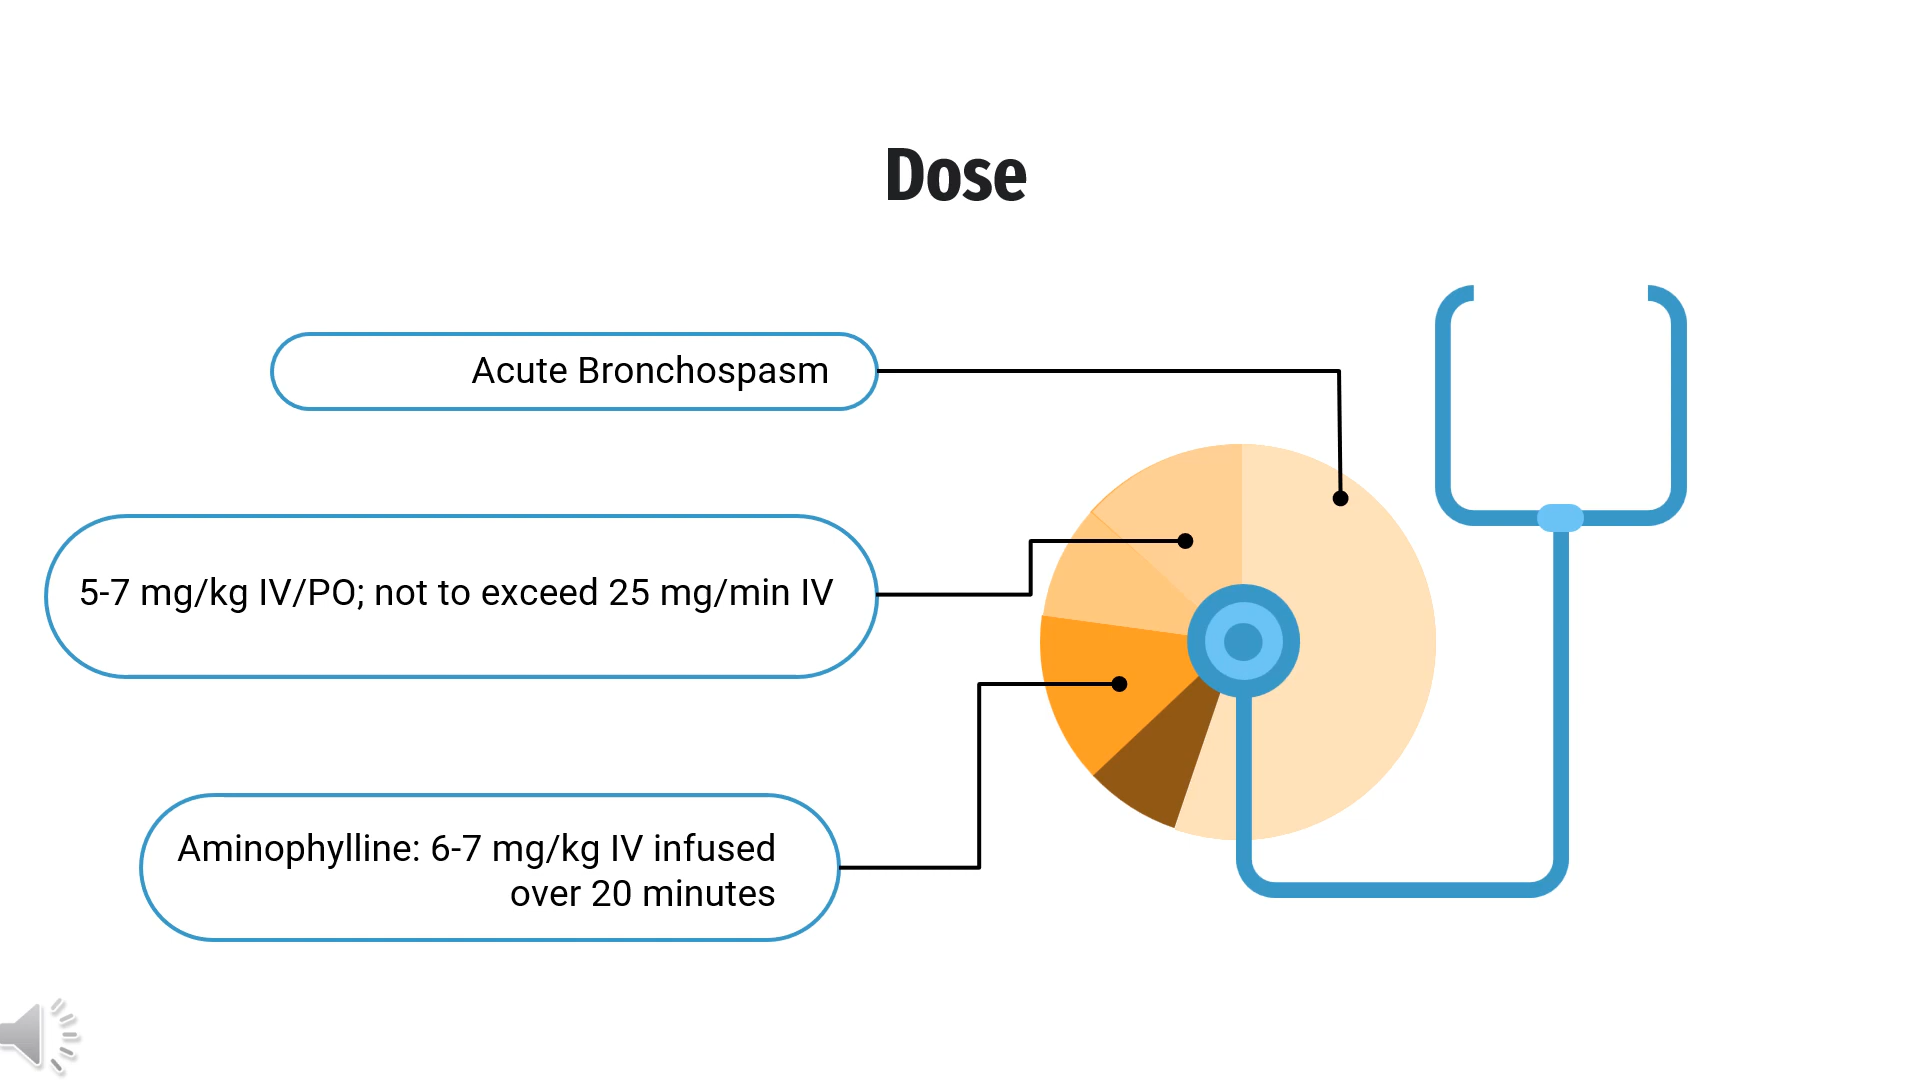 Dose
Acute Bronchospasm
5-7 mg/kg IV/PO; not to exceed 25 mg/min IV
Aminophylline: 6-7 mg/kg IV infused
over 20 minutes